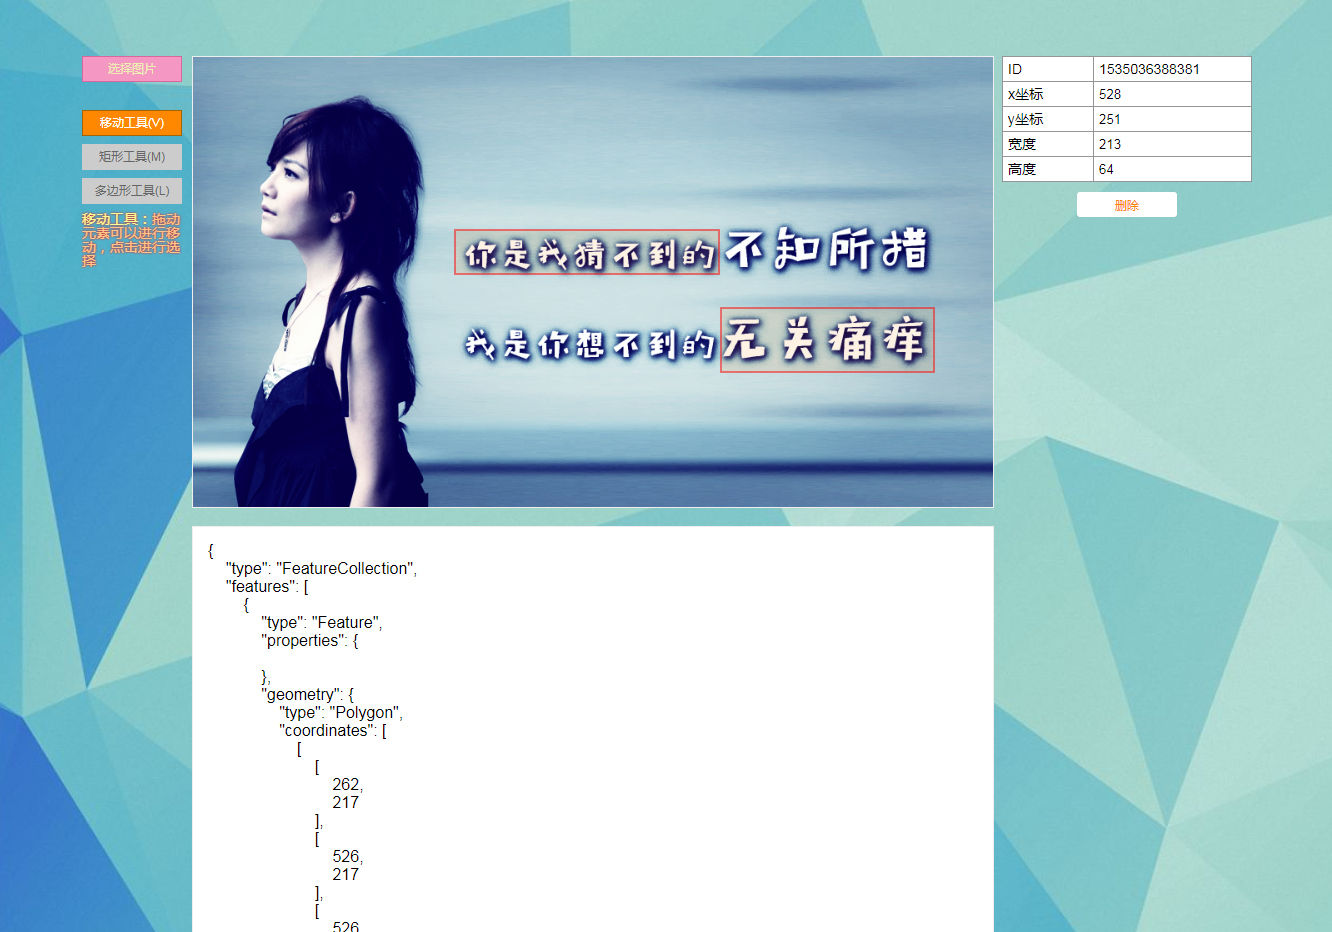 选择图片
移动工具(V)
矩形工具(M)
多边形工具(L)
移动工具：拖动
元素可以进行移
动，点击进行选
择
你是我猜不到的不知所措
我是你想不到的无关痛痒
ID 1535036388381
x坐标 528
y坐标 251
宽度 213
高度 64
删除
{
"type": "FeatureCollection",
"features": [
{
"type": "Feature",
"properties": {
},
"geometry": {
"type": "Polygon",
"coordinates": [
[
[
262,
217
],
[
526,
217
],
[
526